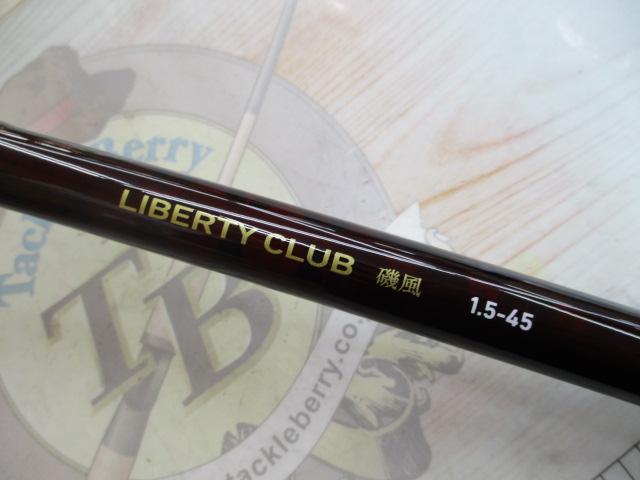 LIBERTY CLUB 磯風 1.5-45
Tackleberry
TB
tackleberry.co.